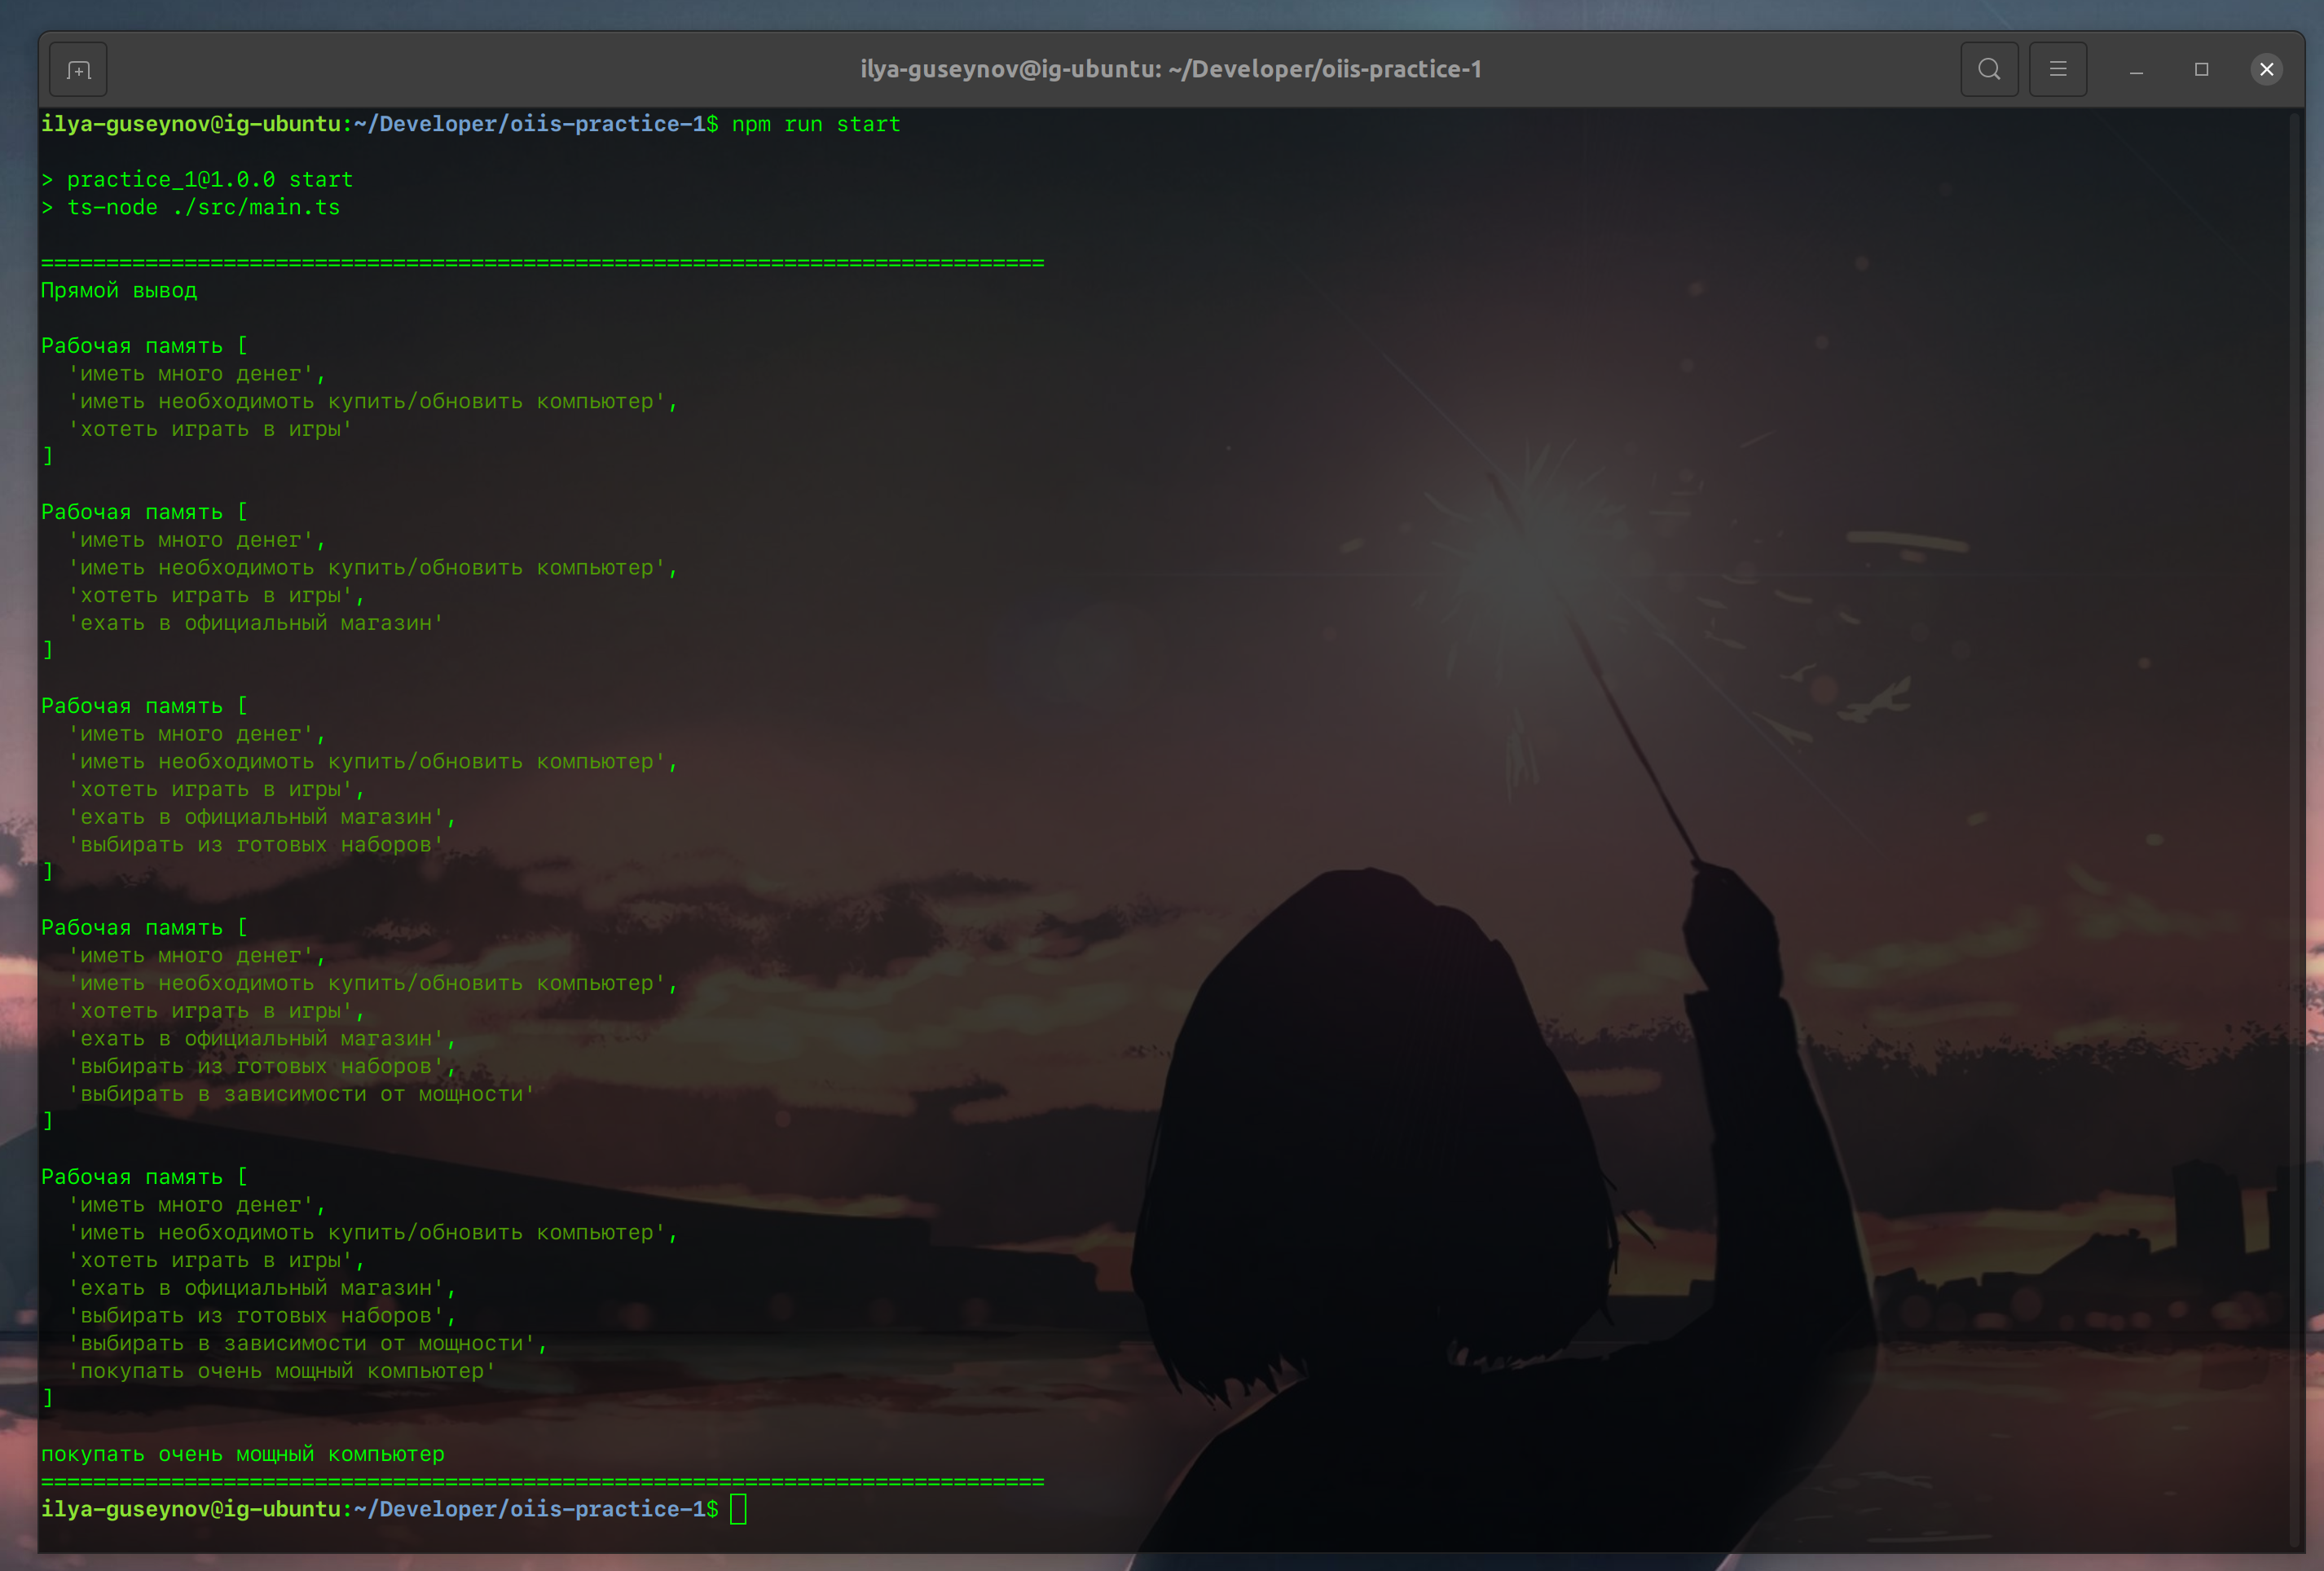 ilya-guseynov@ig-ubuntu: ~/Developer/oiis-practice-1
ilya-guseynov@ig-ubuntu:~/Developer/oiis-practice-1$ npm run start
> practice_1@1.0.0 start
> ts-node ./src/main.ts
=============================================================================
Прямой вывод
Рабочая память [
'иметь много денег',
'иметь необходимоть купить/обновить компьютер',
'хотеть играть в игры'
]
Рабочая память [
'иметь много денег',
'иметь необходимоть купить/обновить компьютер',
'хотеть играть в игры',
'ехать в официальный магазин'
]
Рабочая память [
'иметь много денег',
'иметь необходимоть купить/обновить компьютер',
'хотеть играть в игры',
'ехать в официальный магазин',
'выбирать из готовых наборов'
]
Рабочая память [
'иметь много денег',
'иметь необходимоть купить/обновить компьютер',
'хотеть играть в игры',
'ехать в официальный магазин',
'выбирать из готовых наборов',
'выбирать в зависимости от мощности'
]
Рабочая память [
'иметь много денег',
'иметь необходимоть купить/обновить компьютер',
'хотеть играть в игры',
'ехать в официальный магазин',
'выбирать из готовых наборов',
'выбирать в зависимости от мощности',
'покупать очень мощный компьютер'
]
покупать очень мощный компьютер
=============================================================================
ilya-guseynov@ig-ubuntu:~/Developer/oiis-practice-1$